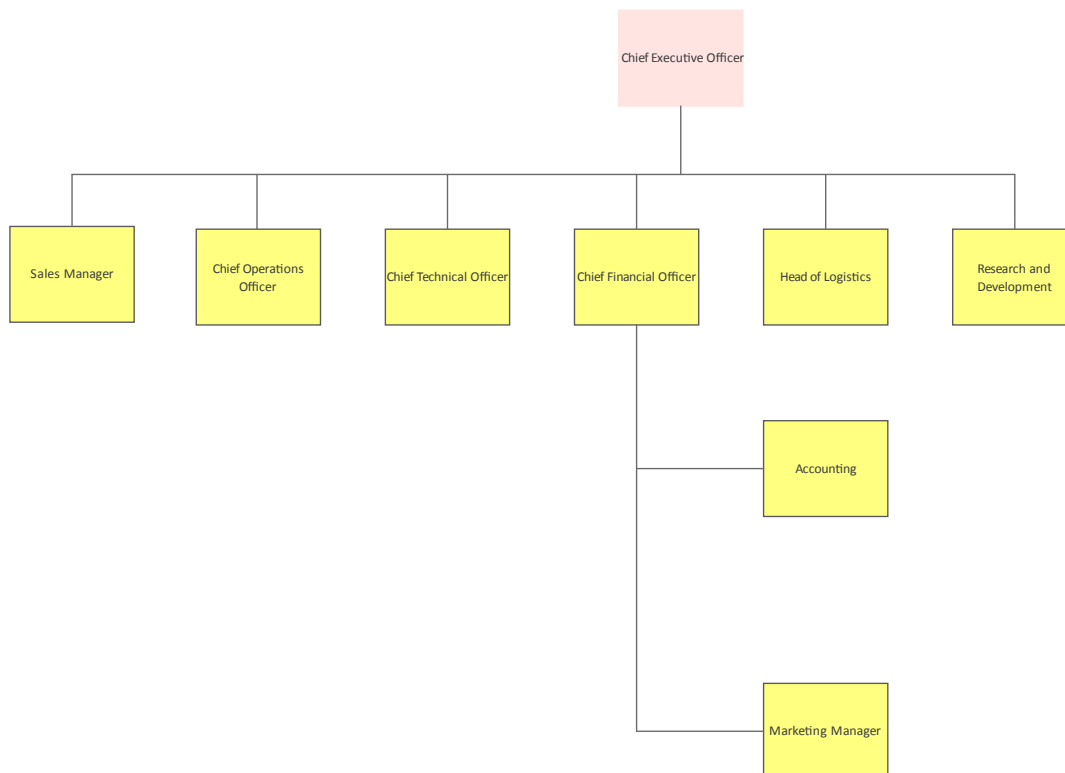 Chief Executive Officer
Sales Manager
Chief Operations
Officer
Chief Technical Officer
Chief Financial Officer
Head of Logistics
Research and
Development
Accounting
Marketing Manager